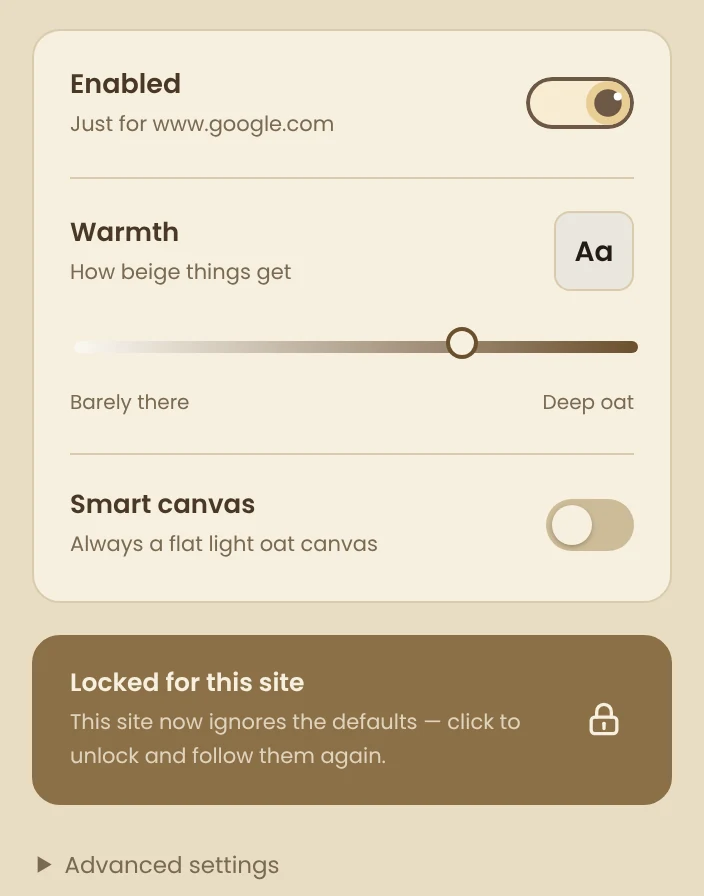 Enabled
Just for www.google.com
Warmth
How beige things get
Aa
Barely there
Deep oat
Smart canvas
Always a flat light oat canvas
Locked for this site
This site now ignores the defaults — click to
unlock and follow them again.
Advanced settings